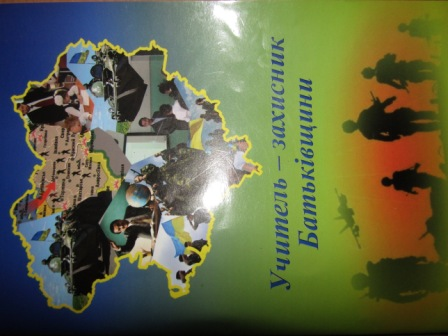 Учитель – захисник
Батьківщини